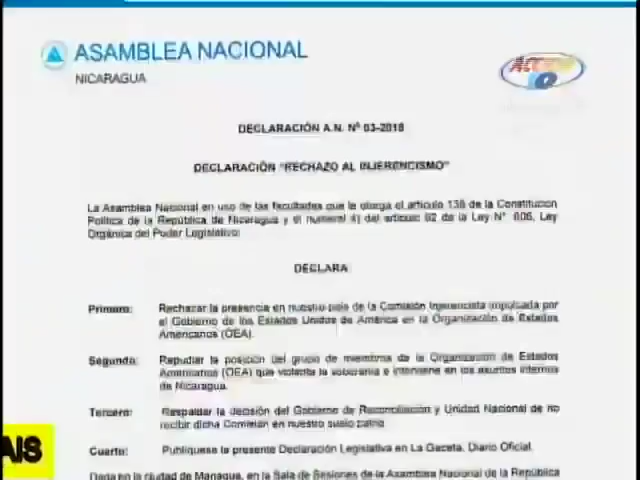 ASAMBLEA NACIONAL
NICARAGUA
ACCION
10
DECLARACIÓN A.N. Nº 03-2018
DECLARACIÓN "RECHAZO AL INJERENCISMO"
La Asamblea Nacional en uso de las facultades que le otorga el artículo 138 de la Constitución
Política de la República de Nicaragua y el numeral 4) del artículo 92 de la Ley N° 606, Ley
Orgánica del Poder Legislativo:
DECLARA
Primero: Rechazar la presencia en nuestro país de la Comisión Injerencista impulsada por
el Gobierno de los Estados Unidos de América en la Organización de Estados
Americanos (OEA).
Segundo: Repudiar la posición del grupo de miembros de la Organización de Estados
Americanos (OEA) que violenta la soberanía e interviene en los asuntos internos
de Nicaragua.
Tercero: Respaldar la decisión del Gobierno de Reconciliación y Unidad Nacional de no
recibir dicha Comisión en nuestro suelo patrio.
Cuarto: Publíquese la presente Declaración Legislativa en La Gaceta, Diario Oficial.
Dada en la ciudad de Managua, en la Sala de Sesiones de la Asamblea Nacional de la República
AIS